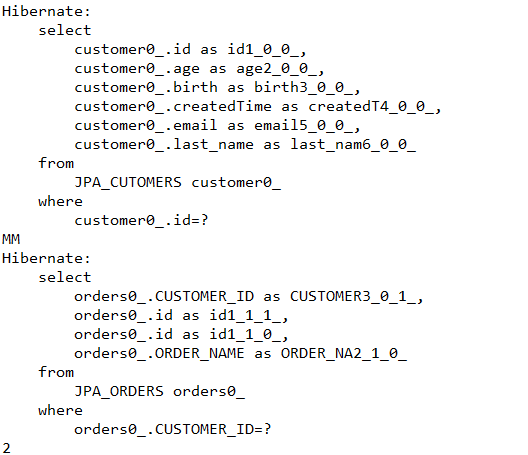 Hibernate:
    select
        customer0_.id as id1_0_0_,
        customer0_.age as age2_0_0_,
        customer0_.birth as birth3_0_0_,
        customer0_.createdTime as createdT4_0_0_,
        customer0_.email as email5_0_0_,
        customer0_.last_name as last_nam6_0_0_
    from
        JPA_CUTOMERS customer0_
    where
        customer0_.id=?
MM
Hibernate:
    select
        orders0_.CUSTOMER_ID as CUSTOMER3_0_1_,
        orders0_.id as id1_1_1_,
        orders0_.id as id1_1_0_,
        orders0_.ORDER_NAME as ORDER_NA2_1_0_
    from
        JPA_ORDERS orders0_
    where
        orders0_.CUSTOMER_ID=?
2